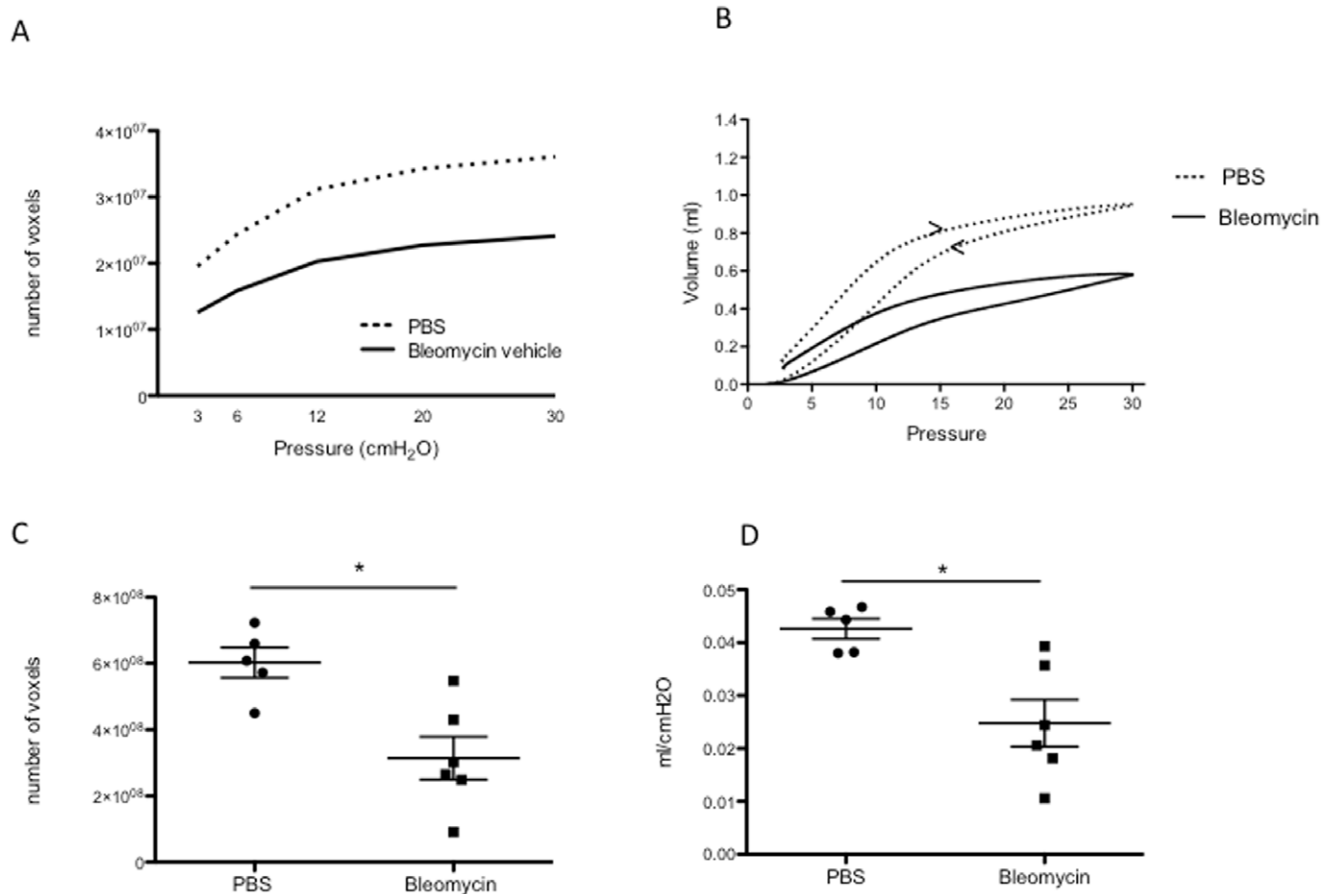 A
B
number of voxels
4×10⁰⁷
3×10⁰⁷
2×10⁰⁷
1×10⁰⁷
0
PBS
Bleomycin vehicle
3 6 12 20 30
Pressure (cmH₂O)
Volume (ml)
1.4
1.2
1.0
0.8
0.6
0.4
0.2
0.0
0 5 10 15 20 25 30
Pressure
PBS
Bleomycin
C
D
number of voxels
8×10⁰⁸
6×10⁰⁸
4×10⁰⁸
2×10⁰⁸
0
*
PBS Bleomycin
ml/cmH2O
0.05
0.04
0.03
0.02
0.01
0.00
*
PBS Bleomycin